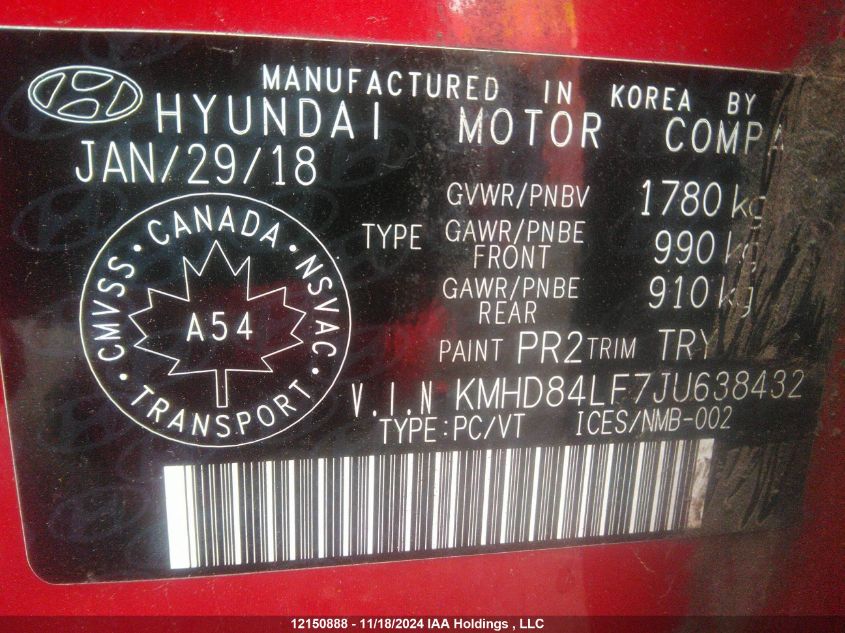 MANUFACTURED IN KOREA BY
HYUNDAI MOTOR COMPA
JAN/29/18
GVWR/PNBV 1780 kg
TYPE GAWR/PNBE FRONT 990 kg
GAWR/PNBE REAR 910 kg
CANADA
CMVSS NSVAC
A54
TRANSPORT
PAINT PR2 TRIM TRY
V.I.N KMHD84LF7JU638432
TYPE:PC/VT ICES/NMB-002
12150888 - 11/18/2024 IAA Holdings , LLC